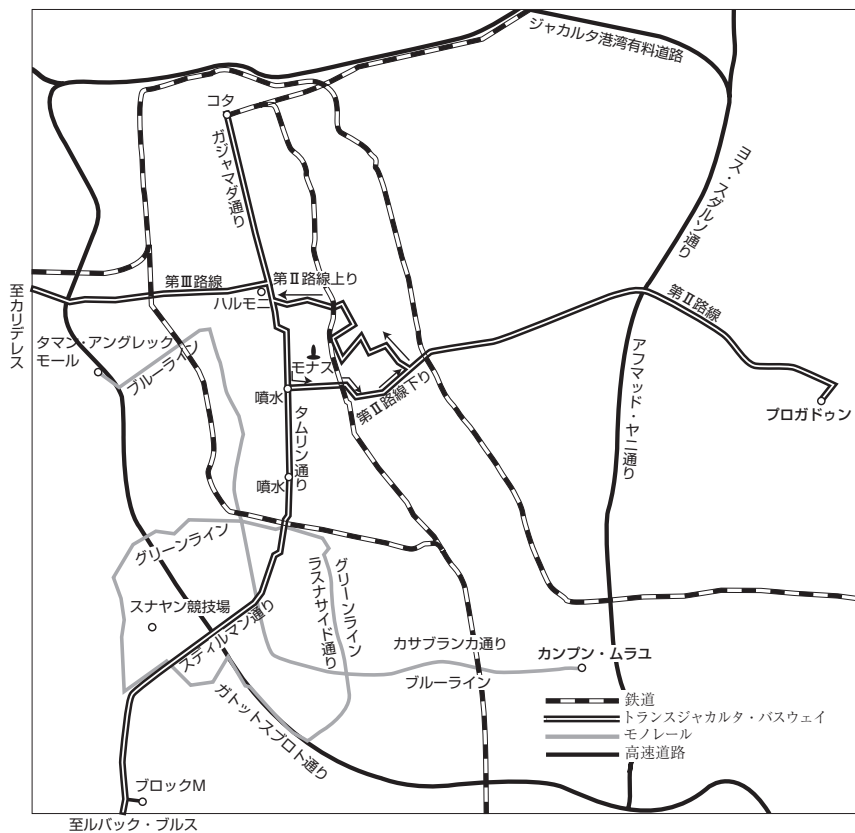 ジャカルタ港湾有料道路
コタ
ガジャマダ通り
ヨス・スダルソ通り
第Ⅲ路線
第Ⅱ路線上り
第Ⅱ路線
至カリデレス
ハルモニ
タマン・アングレック
モール
ブルーライン
モナス
噴水
第Ⅱ路線下り
アフマッド・ヤニ通り
プロガドゥン
タムリン通り
噴水
グリーンライン
グリーンライン
ラスナサイド通り
スナヤン競技場
スディルマン通り
カサブランカ通り
カンプン・ムラユ
ブルーライン
ガトットスブロト通り
鉄道
トランスジャカルタ・バスウェイ
モノレール
高速道路
ブロックM
至ルバック・ブルス